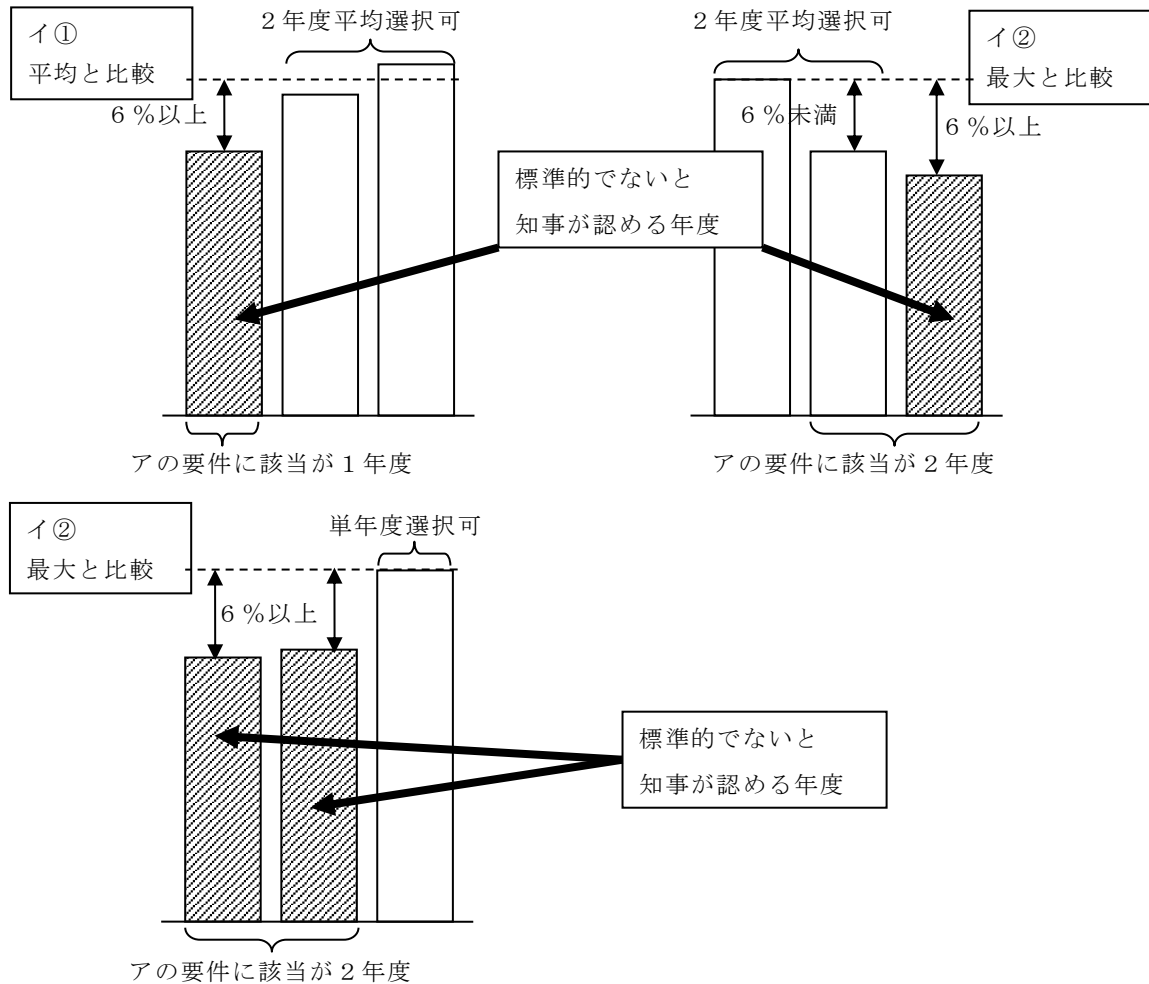 イ①
平均と比較
２年度平均選択可
６％以上
アの要件に該当が１年度
２年度平均選択可
イ②
最大と比較
６％未満
６％以上
標準的でないと
知事が認める年度
アの要件に該当が２年度
イ②
最大と比較
単年度選択可
６％以上
標準的でないと
知事が認める年度
アの要件に該当が２年度